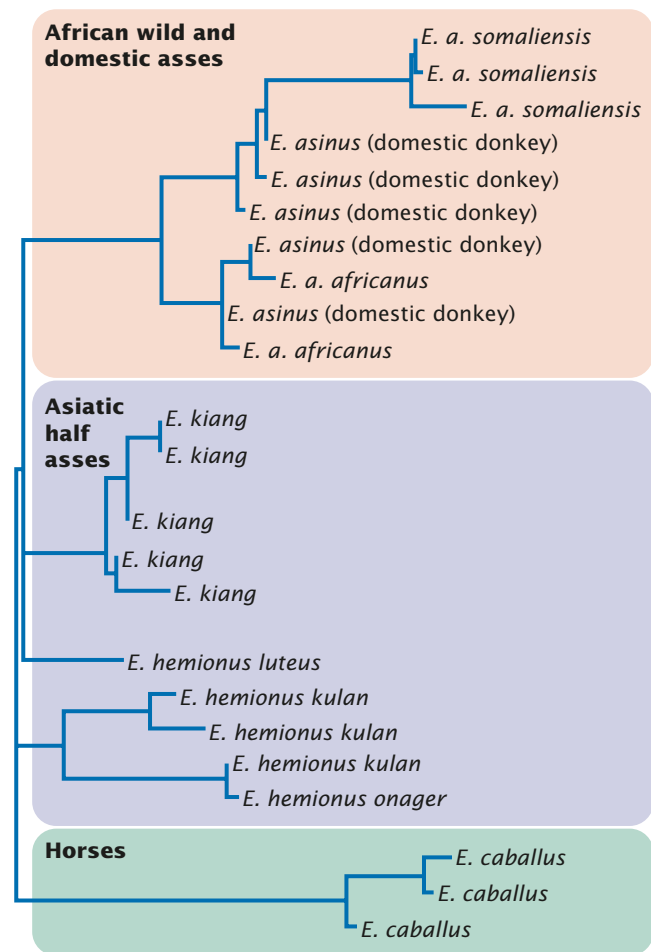 African wild and
domestic asses
E. a. somaliensis
E. a. somaliensis
E. a. somaliensis
E. asinus (domestic donkey)
E. asinus (domestic donkey)
E. asinus (domestic donkey)
E. asinus (domestic donkey)
E. a. africanus
E. asinus (domestic donkey)
E. a. africanus
Asiatic
half
asses
E. kiang
E. kiang
E. kiang
E. kiang
E. kiang
E. hemionus luteus
E. hemionus kulan
E. hemionus kulan
E. hemionus kulan
E. hemionus onager
Horses
E. caballus
E. caballus
E. caballus